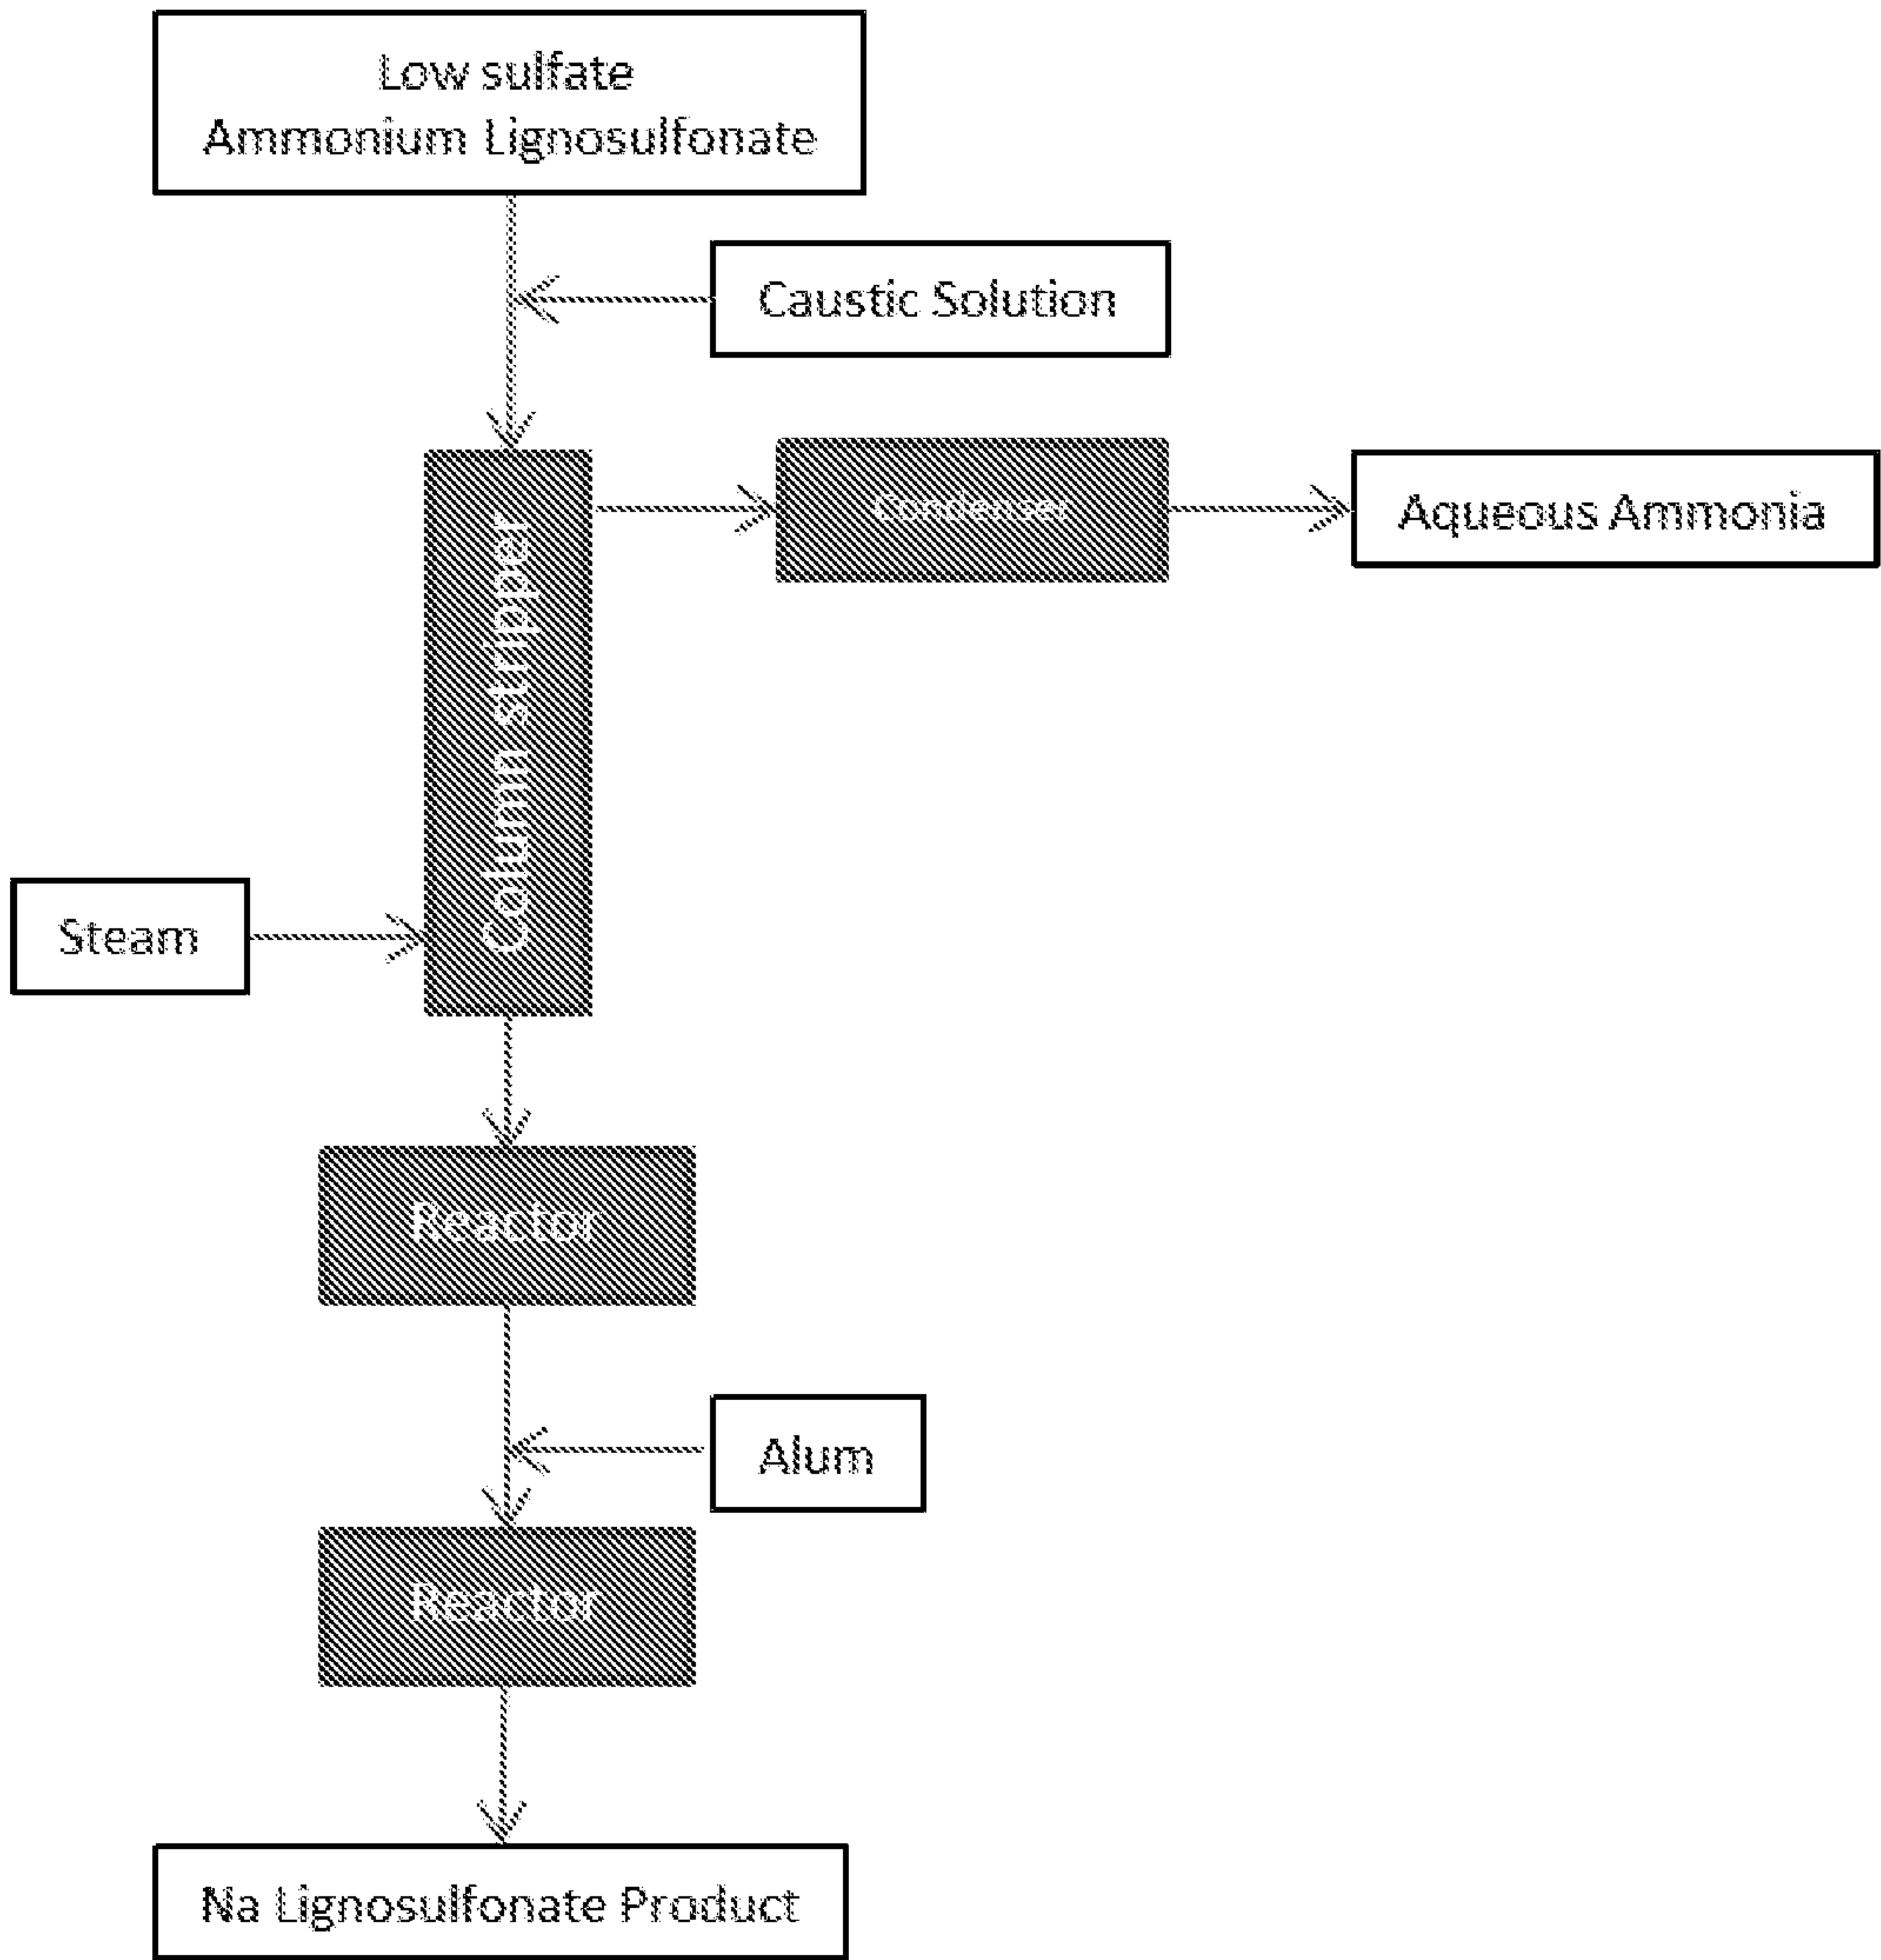 Low sulfate
Ammonium Lignosulfonate
Caustic Solution
Condenser
Aqueous Ammonia
Column stripper
Steam
Reactor
Alum
Reactor
Na Lignosulfonate Product